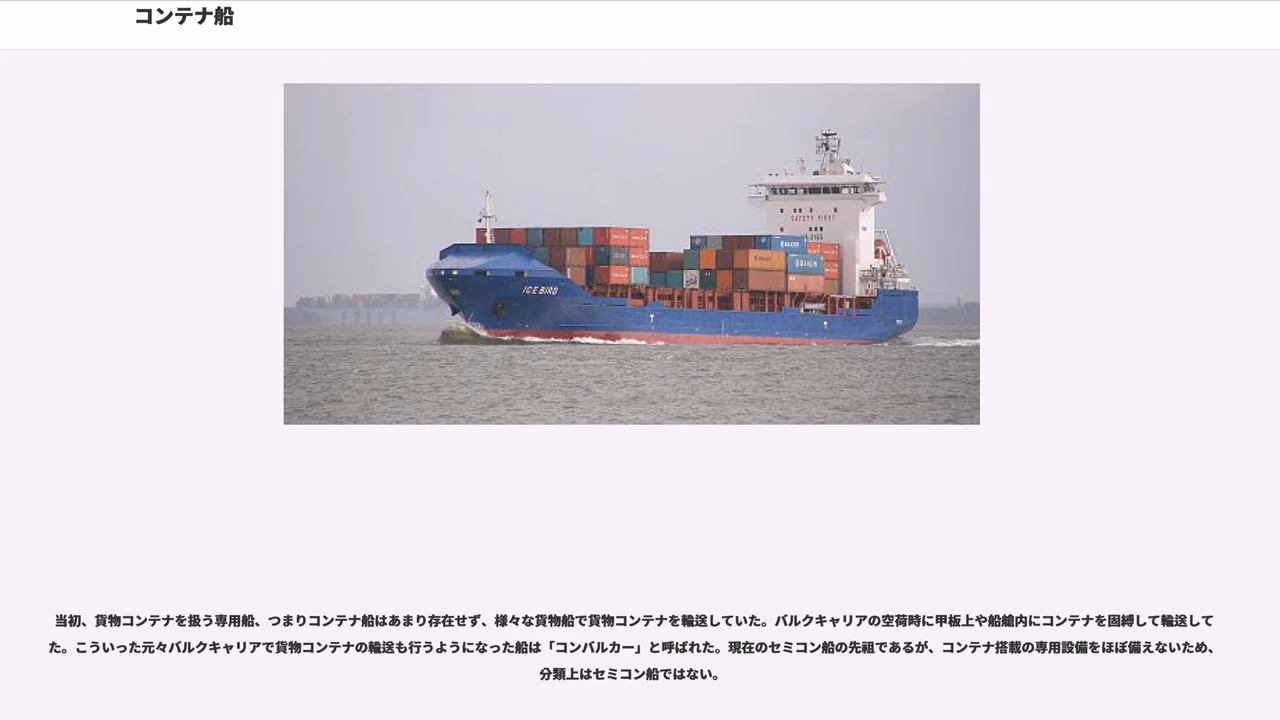 コンテナ船
SAFETY FIRST
ICE BIRD
当初、貨物コンテナを扱う専用船、つまりコンテナ船はあまり存在せず、様々な貨物船で貨物コンテナを輸送していた。バルクキャリアの空荷時に甲板上や船艙内にコンテナを固縛して輸送して
た。こういった元々バルクキャリアで貨物コンテナの輸送も行うようになった船は「コンバルカー」と呼ばれた。現在のセミコン船の先祖であるが、コンテナ搭載の専用設備をほぼ備えないため、
分類上はセミコン船ではない。